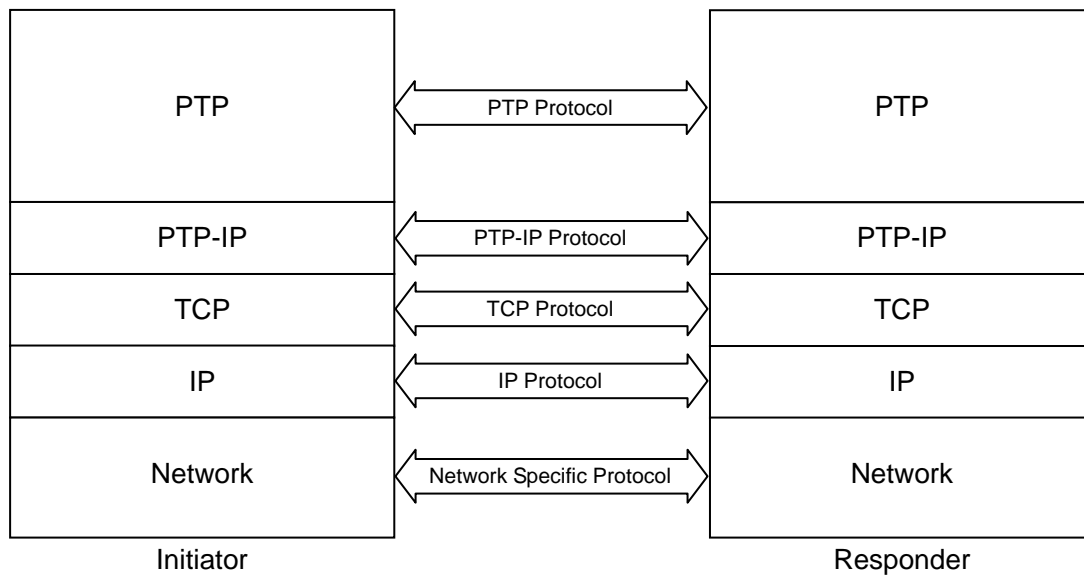 PTP
PTP Protocol
PTP
PTP-IP
PTP-IP Protocol
PTP-IP
TCP
TCP Protocol
TCP
IP
IP Protocol
IP
Network
Network Specific Protocol
Network
Initiator
Responder